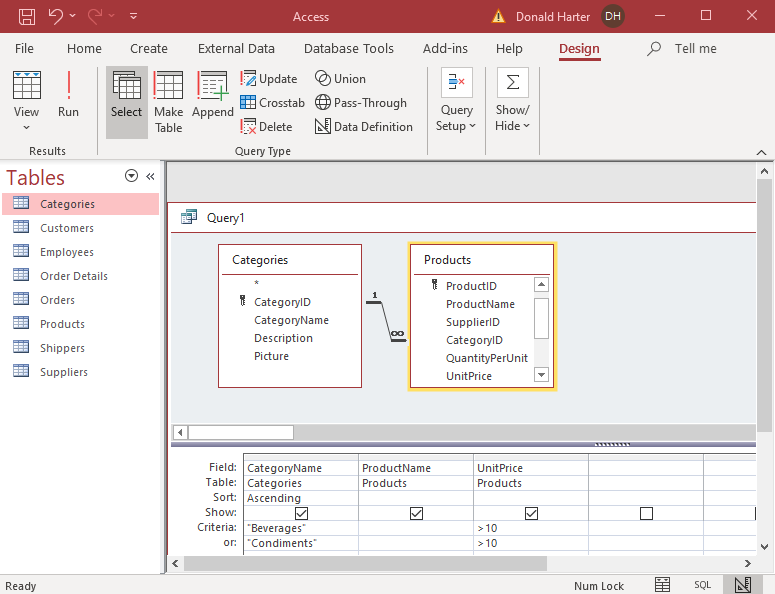 Access
Donald Harter DH
File Home Create External Data Database Tools Add-ins Help Design Tell me
View Run Select Make Table Append
Update Union
Crosstab Pass-Through
Delete Data Definition
Query Setup
Show/ Hide
Results Query Type
Tables
Categories
Customers
Employees
Order Details
Orders
Products
Shippers
Suppliers
Query1
Categories
*
CategoryID
CategoryName
Description
Picture
1
∞
Products
ProductID
ProductName
SupplierID
CategoryID
QuantityPerUnit
UnitPrice
Field: CategoryName ProductName UnitPrice
Table: Categories Products Products
Sort: Ascending
Show:
Criteria: "Beverages" >10
or: "Condiments" >10
Ready Num Lock SQL